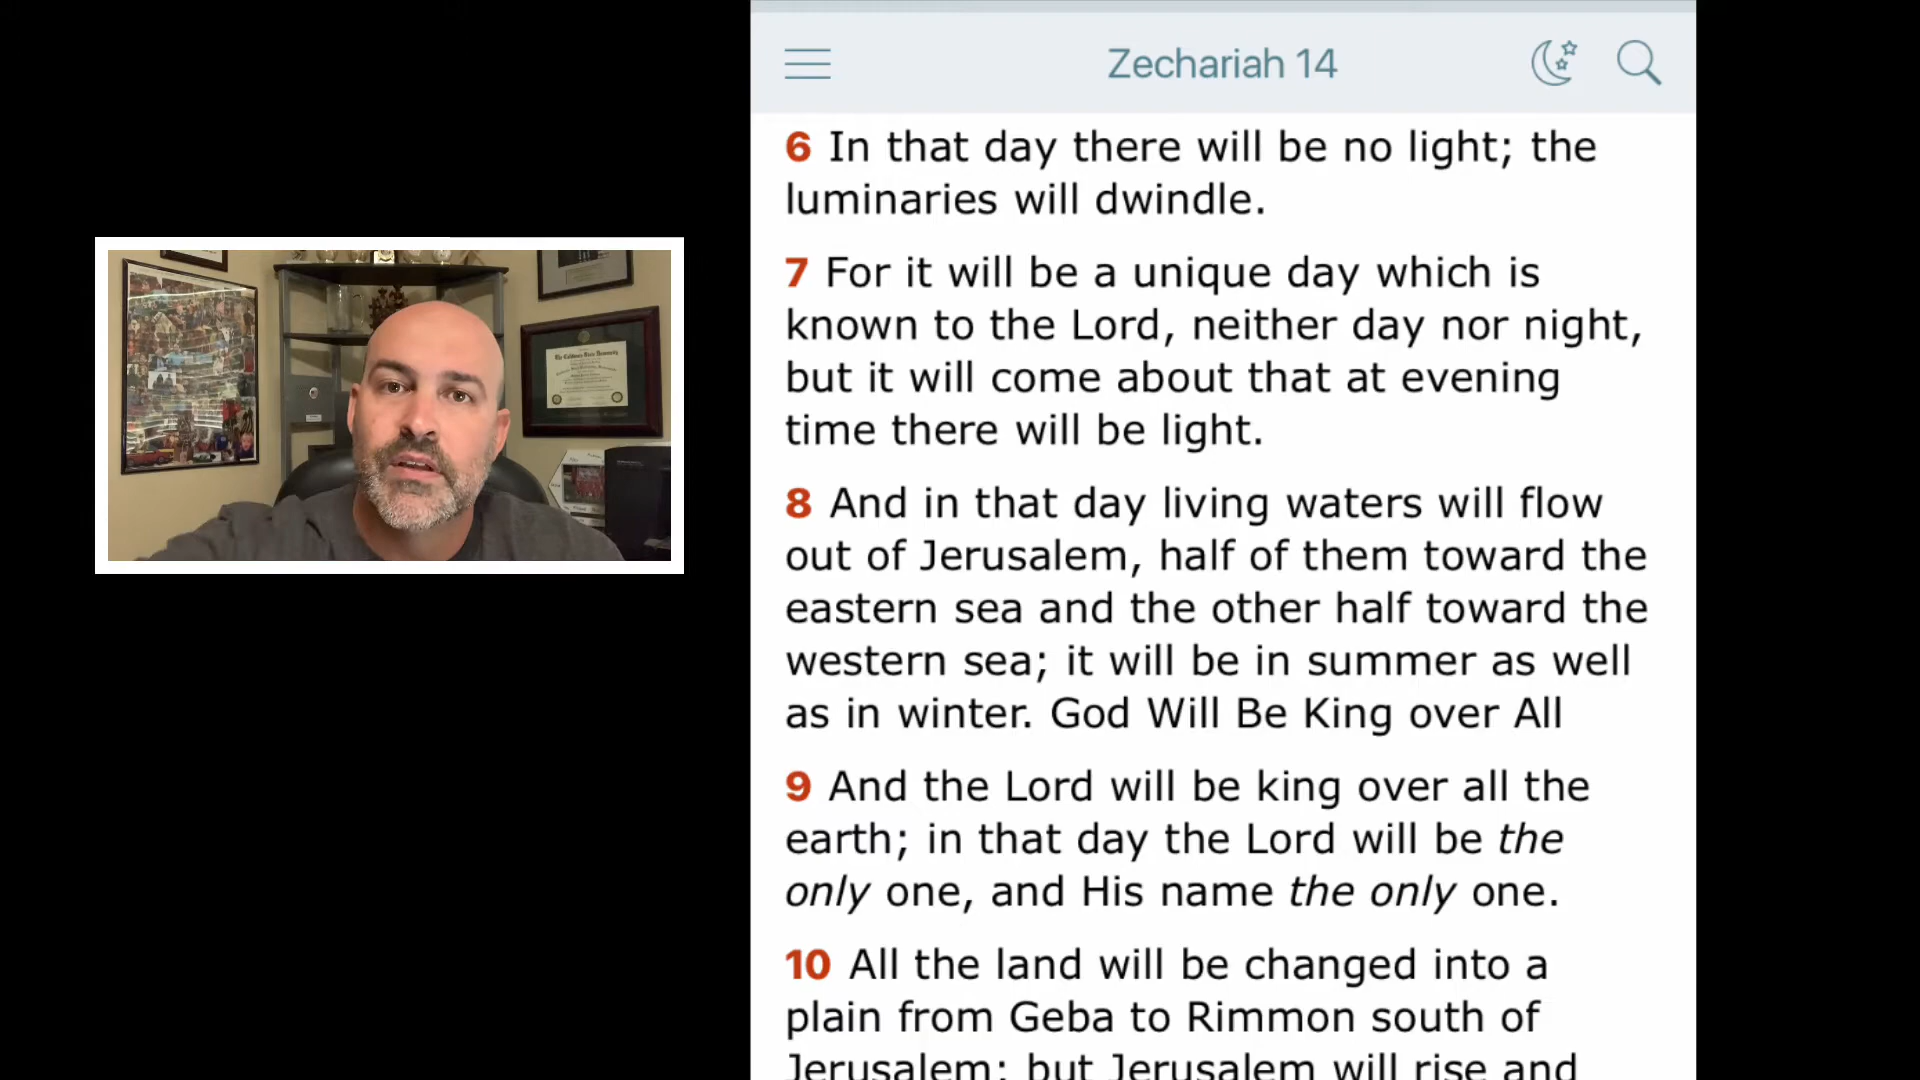 Zechariah 14
6 In that day there will be no light; the
luminaries will dwindle.
7 For it will be a unique day which is
known to the Lord, neither day nor night,
but it will come about that at evening
time there will be light.
8 And in that day living waters will flow
out of Jerusalem, half of them toward the
eastern sea and the other half toward the
western sea; it will be in summer as well
as in winter. God Will Be King over All
9 And the Lord will be king over all the
earth; in that day the Lord will be the
only one, and His name the only one.
10 All the land will be changed into a
plain from Geba to Rimmon south of
Jerusalem; but Jerusalem will rise and